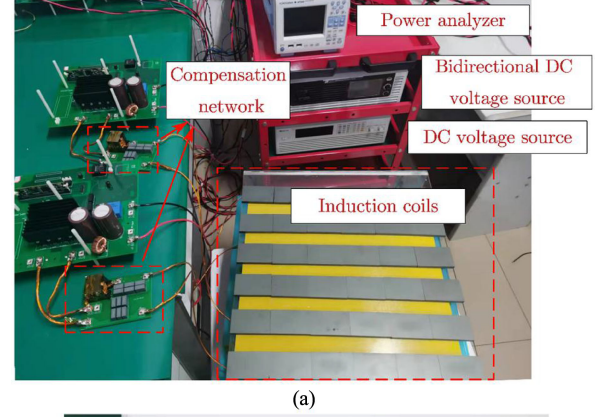 Power analyzer
Compensation
network
Bidirectional DC
voltage source
DC voltage source
Induction coils
(a)